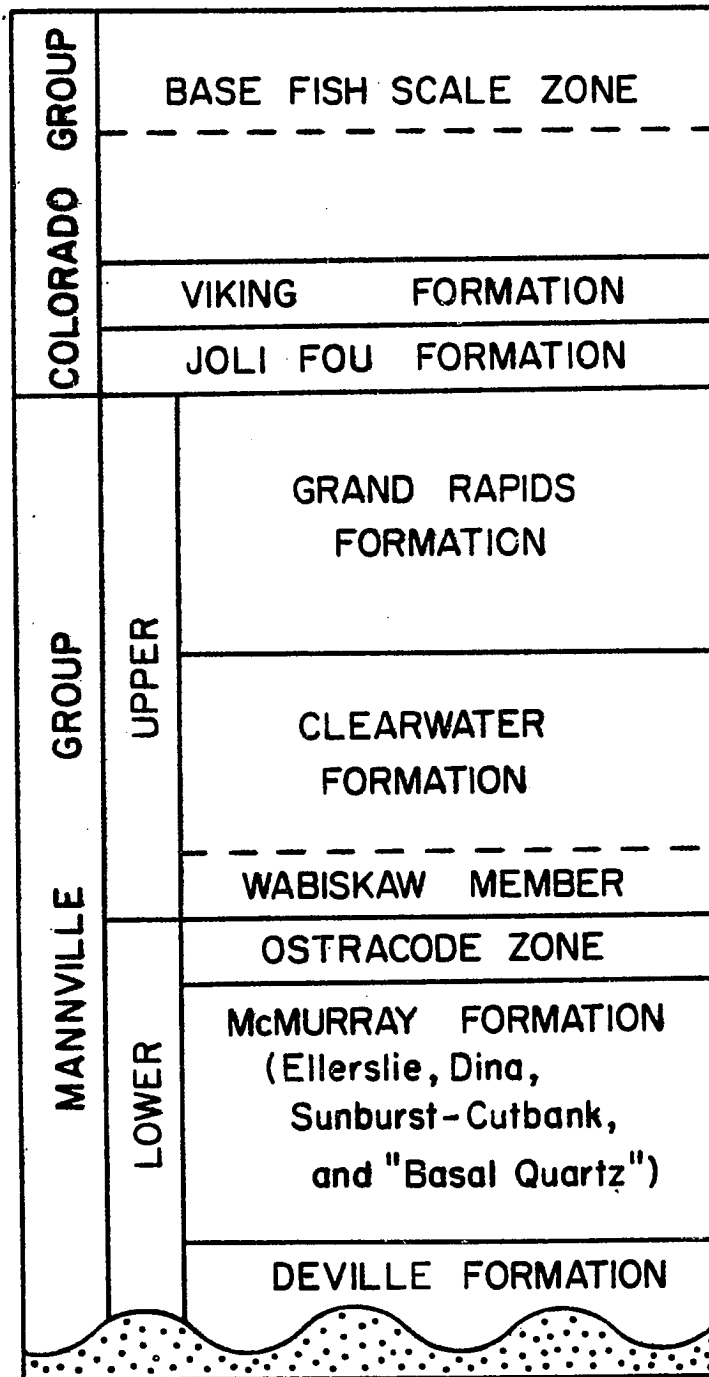 COLORADO GROUP
BASE FISH SCALE ZONE
VIKING FORMATION
JOLI FOU FORMATION
MANNVILLE GROUP
UPPER
GRAND RAPIDS
FORMATION
CLEARWATER
FORMATION
WABISKAW MEMBER
LOWER
OSTRACODE ZONE
McMURRAY FORMATION
(Ellerslie, Dina,
Sunburst-Cutbank,
and "Basal Quartz")
DEVILLE FORMATION